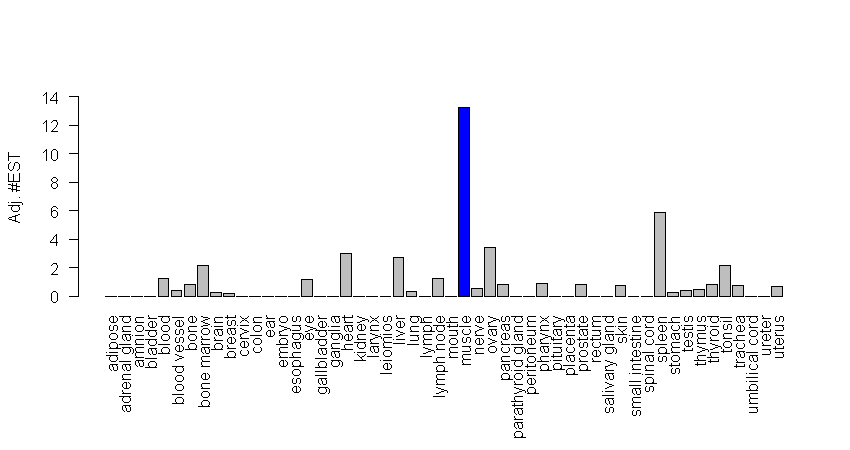 Adj. #EST
14
12
10
8
6
4
2
0
adipose
adrenal gland
amnion
bladder
blood
blood vessel
bone
bone marrow
brain
breast
cervix
colon
ear
embryo
esophagus
eye
gallbladder
ganglia
heart
kidney
larynx
leiomios
liver
lung
lymph
lymph node
mouth
muscle
nerve
ovary
pancreas
parathyroid gland
peritoneum
pharynx
pituitary
placenta
prostate
rectum
salivary gland
skin
small intestine
spinal cord
spleen
stomach
testis
thymus
thyroid
tonsil
trachea
umbilical cord
ureter
uterus